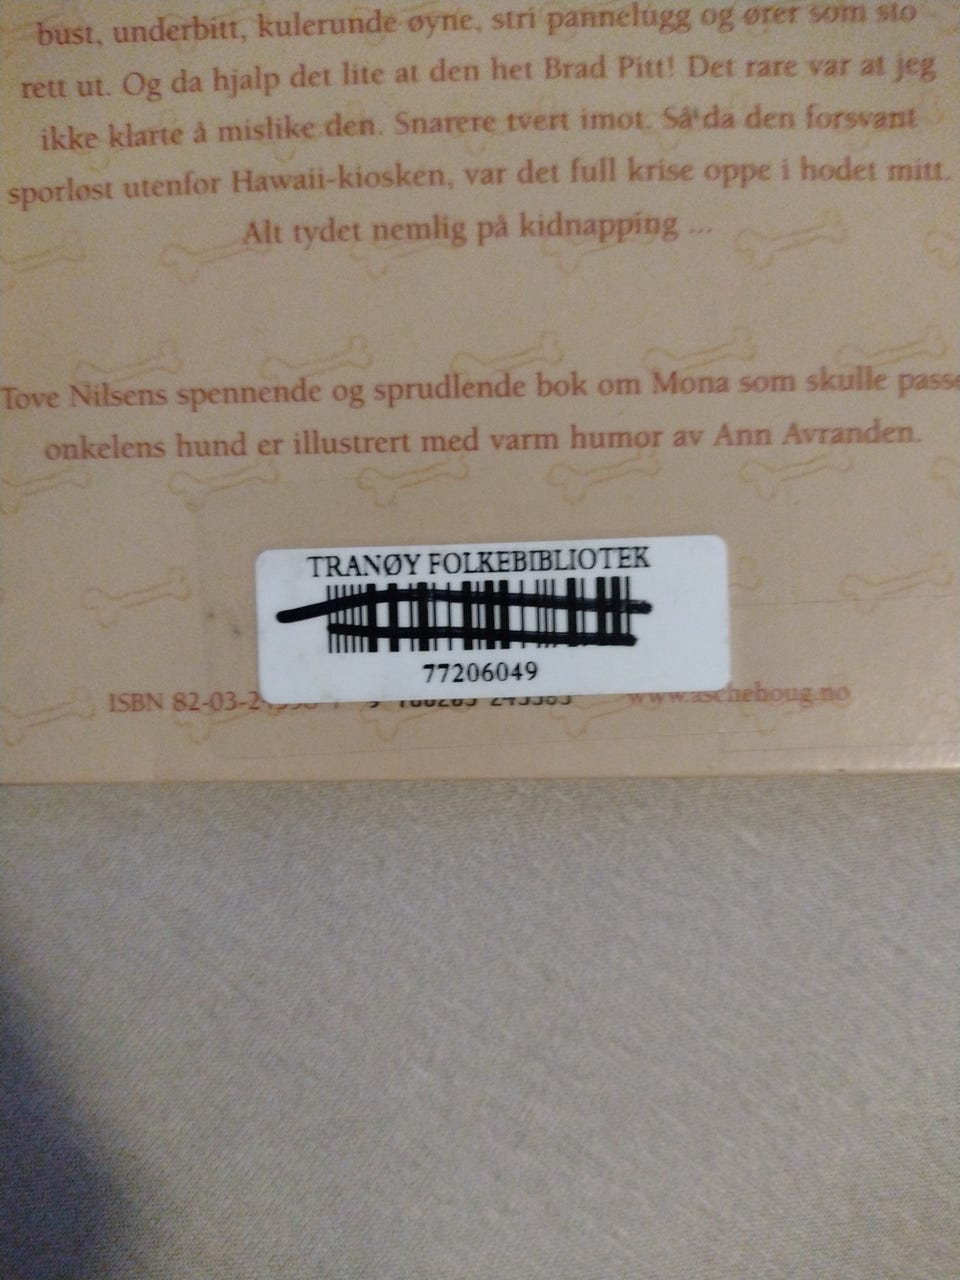 bust, underbitt, kulerunde øyne, stri pannelugg og ører som sto
rett ut. Og da hjalp det lite at den het Brad Pitt! Det rare var at jeg
ikke klarte å mislike den. Snarere tvert imot. Så da den forsvant
sporløst utenfor Hawaii-kiosken, var det full krise oppe i hodet mitt.
Alt tydet nemlig på kidnapping ...
Tove Nilsens spennende og sprudlende bok om Mona som skulle passe
onkelens hund er illustrert med varm humor av Ann Avranden.
TRANØY FOLKEBIBLIOTEK
77206049
ISBN 82-03-2 www.aschehoug.no